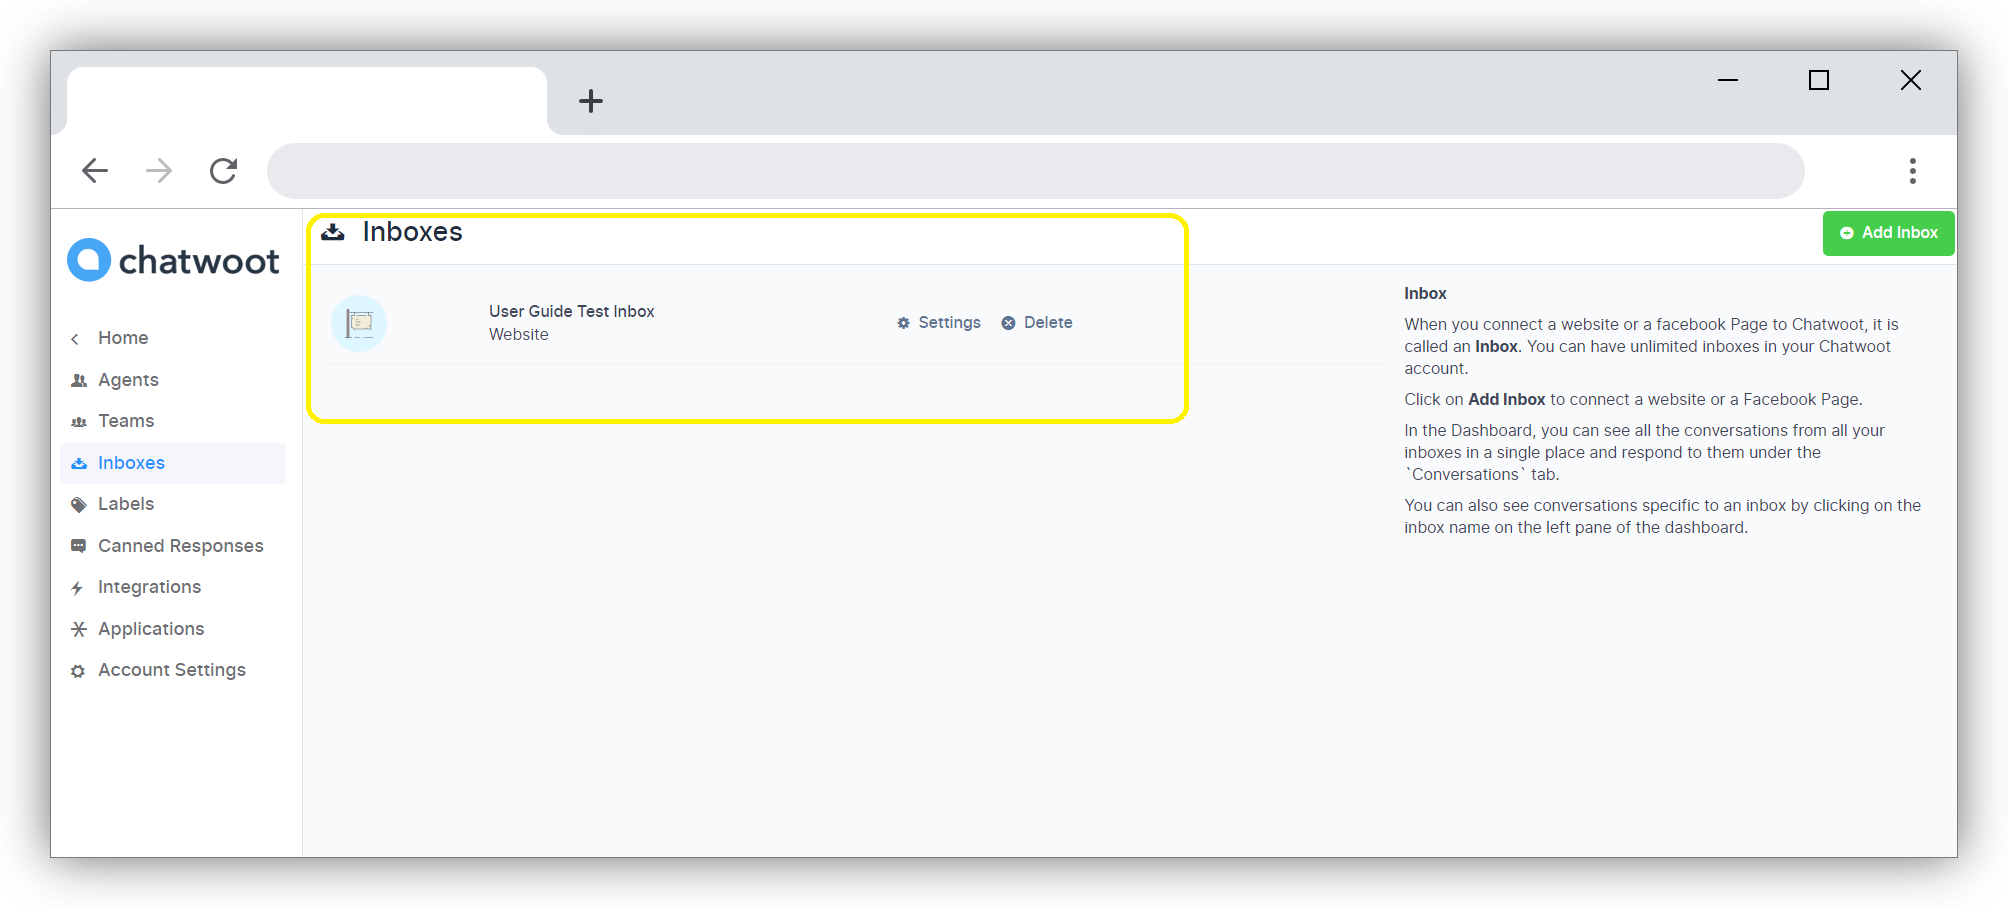 chatwoot
Home
Agents
Teams
Inboxes
Labels
Canned Responses
Integrations
Applications
Account Settings
Inboxes
Add Inbox
User Guide Test Inbox
Website
Settings
Delete
Inbox
When you connect a website or a facebook Page to Chatwoot, it is
called an Inbox. You can have unlimited inboxes in your Chatwoot
account.
Click on Add Inbox to connect a website or a Facebook Page.
In the Dashboard, you can see all the conversations from all your
inboxes in a single place and respond to them under the
`Conversations` tab.
You can also see conversations specific to an inbox by clicking on the
inbox name on the left pane of the dashboard.